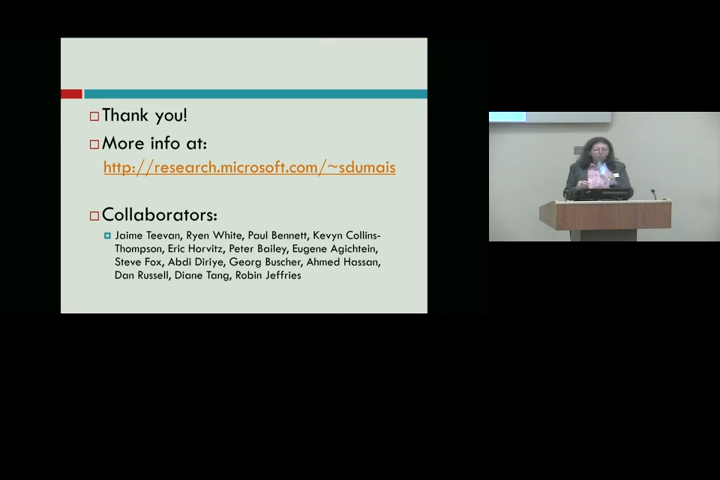 Thank you!
More info at:
http://research.microsoft.com/~sdumais
Collaborators:
Jaime Teevan, Ryen White, Paul Bennett, Kevyn Collins-
Thompson, Eric Horvitz, Peter Bailey, Eugene Agichtein,
Steve Fox, Abdi Diriye, Georg Buscher, Ahmed Hassan,
Dan Russell, Diane Tang, Robin Jeffries